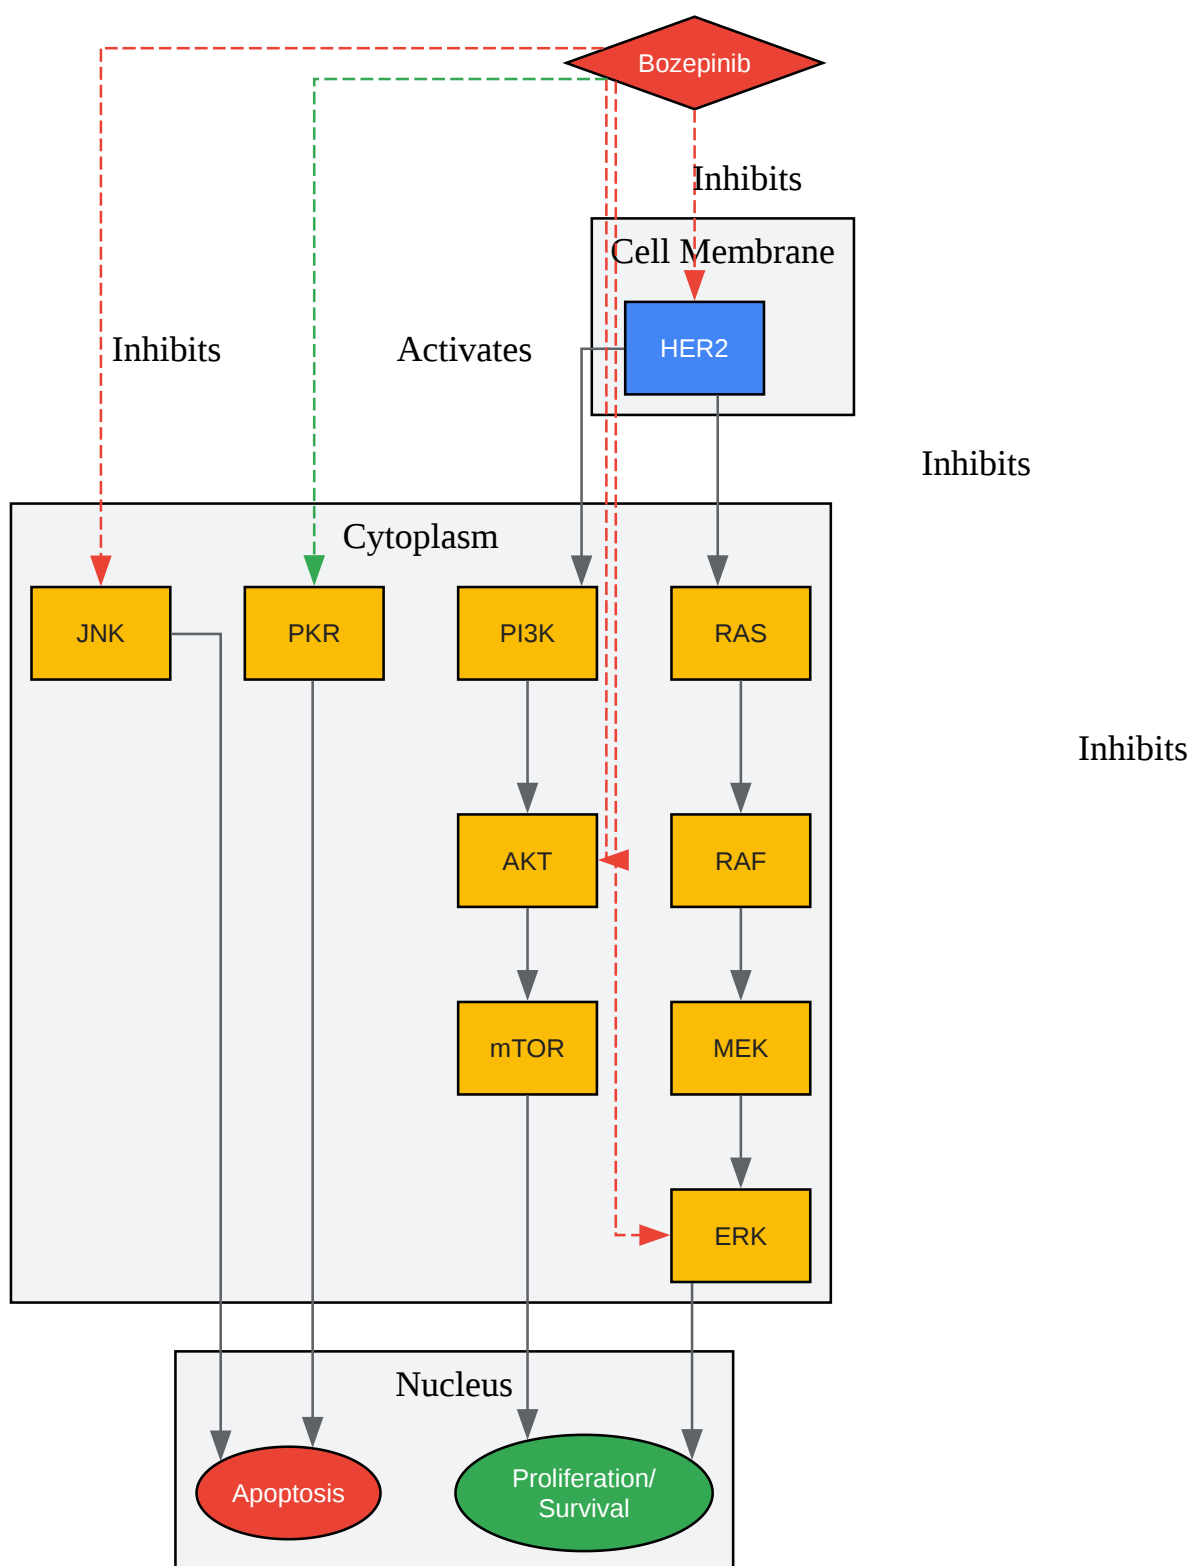 Bozepinib
Inhibits
Cell Membrane
HER2
Inhibits
Activates
Inhibits
Cytoplasm
JNK
PKR
PI3K
RAS
Inhibits
AKT
RAF
mTOR
MEK
ERK
Nucleus
Apoptosis
Proliferation/
Survival